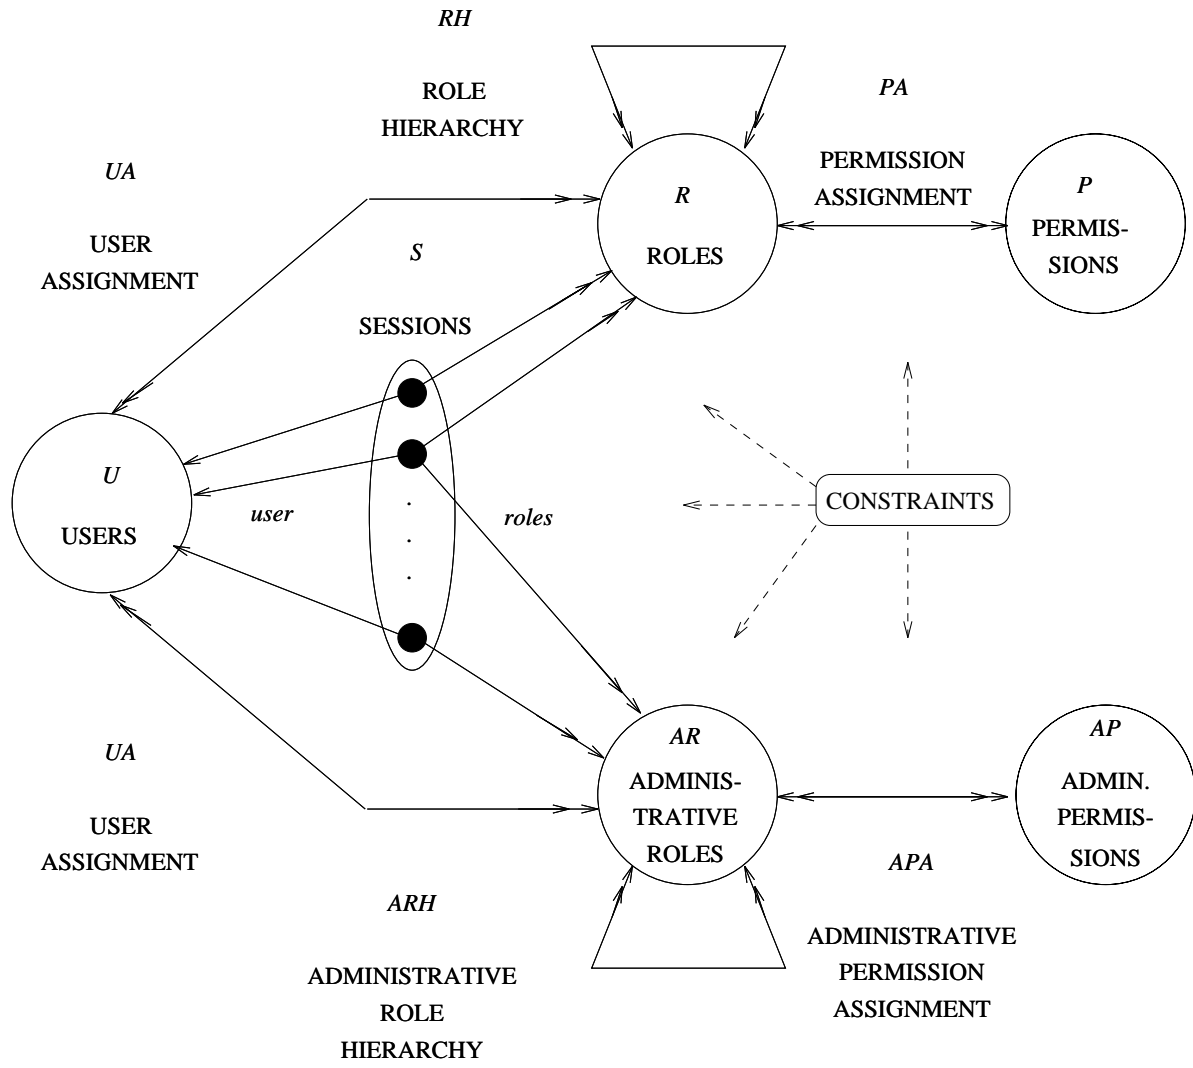 RH
ROLE
HIERARCHY
PA
PERMISSION
ASSIGNMENT
UA
USER
ASSIGNMENT
R
ROLES
P
PERMIS-
SIONS
S
SESSIONS
U
USERS
user
roles
CONSTRAINTS
UA
USER
ASSIGNMENT
AR
ADMINIS-
TRATIVE
ROLES
AP
ADMIN.
PERMIS-
SIONS
ARH
ADMINISTRATIVE
ROLE
HIERARCHY
APA
ADMINISTRATIVE
PERMISSION
ASSIGNMENT